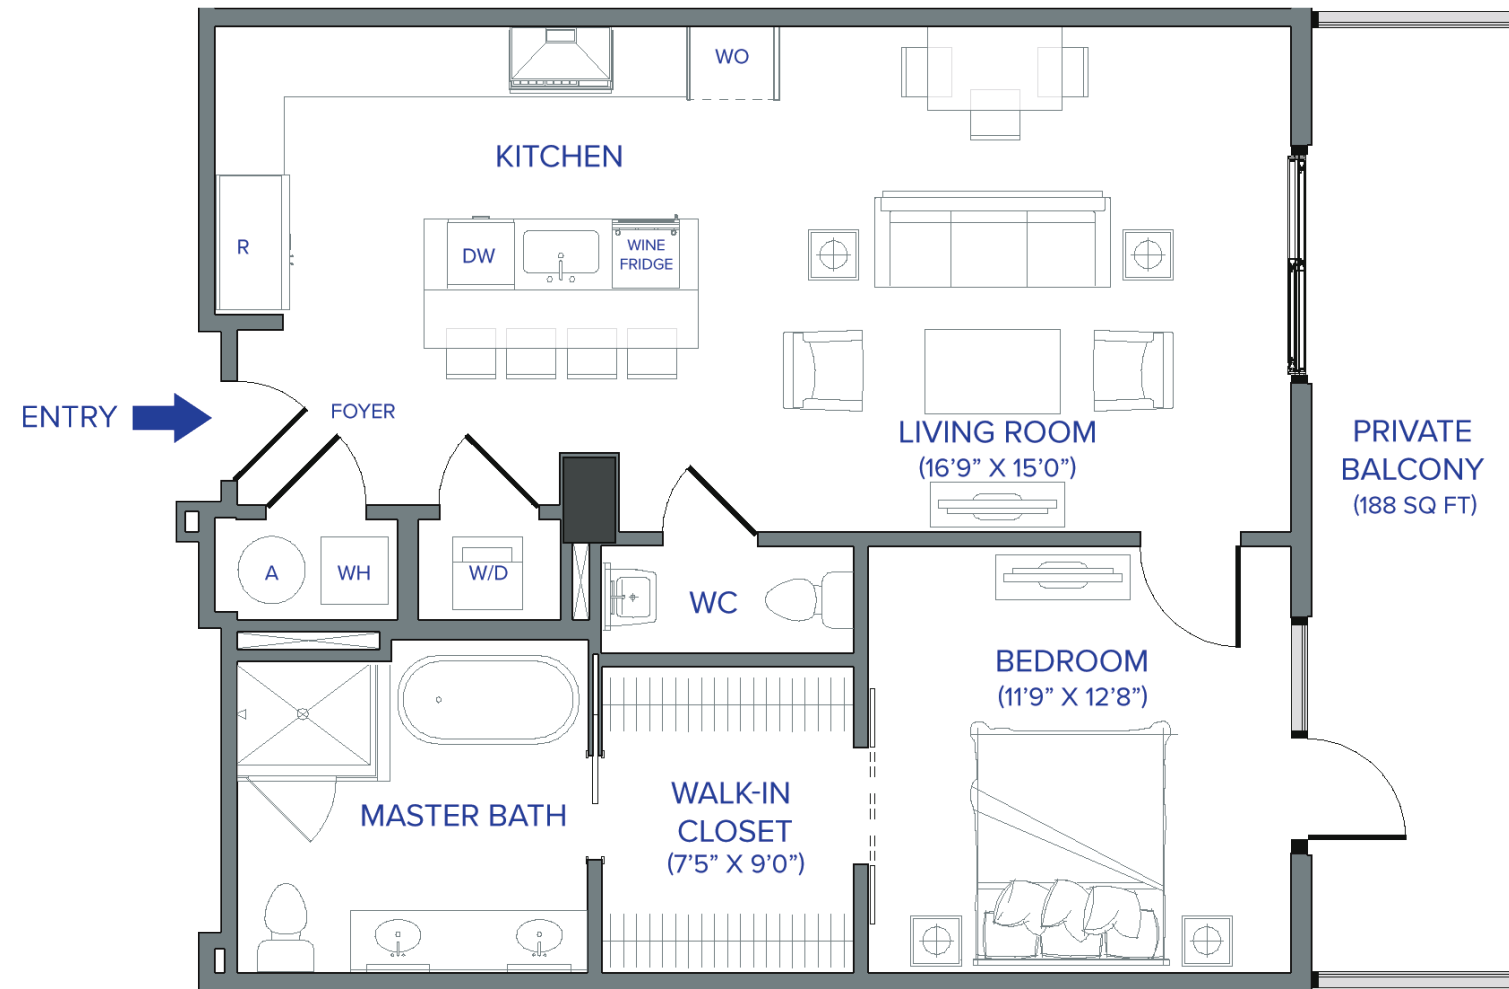 WO
KITCHEN
R
DW
WINE
FRIDGE
ENTRY
FOYER
LIVING ROOM
(16’9” X 15’0”)
PRIVATE
BALCONY
(188 SQ FT)
A
WH
W/D
WC
BEDROOM
(11’9” X 12’8”)
MASTER BATH
WALK-IN
CLOSET
(7’5” X 9’0”)